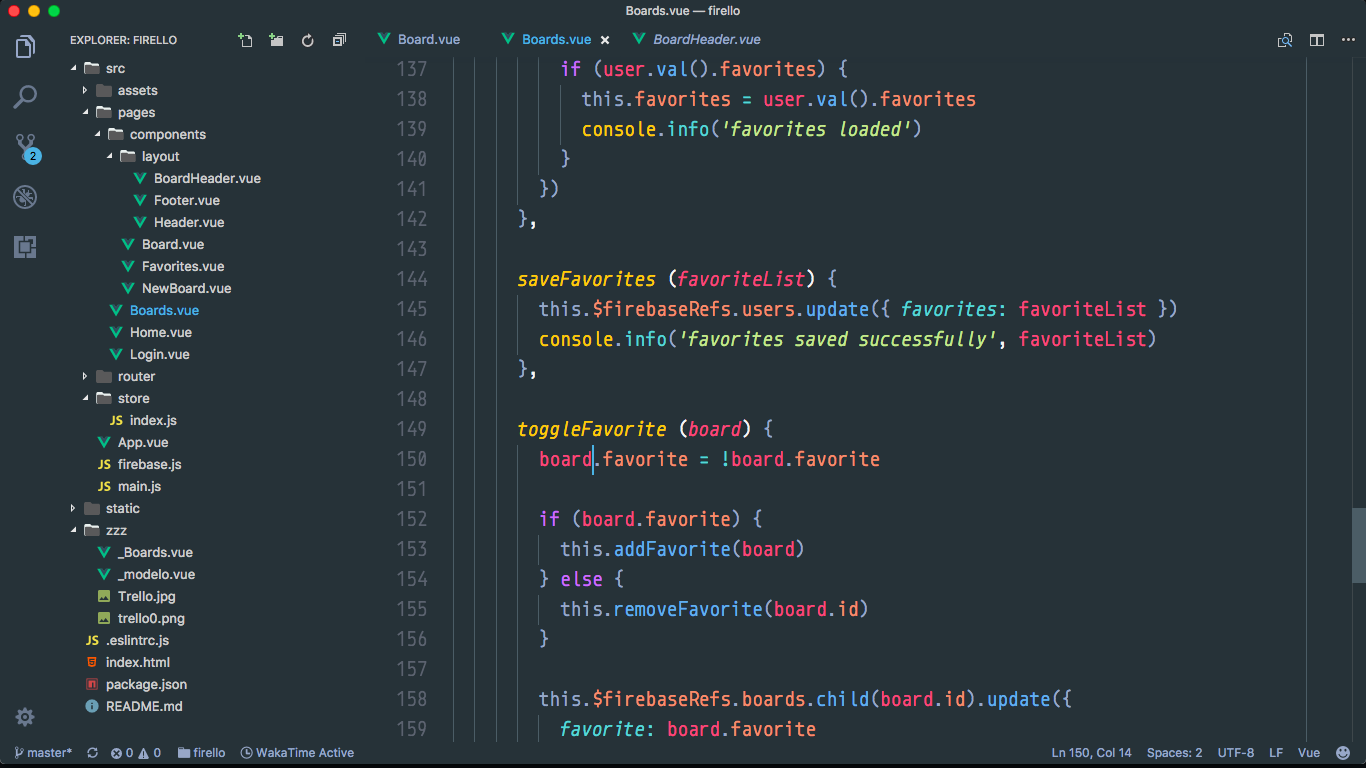 Boards.vue — firello
EXPLORER: FIRELLO
src
assets
pages
components
layout
BoardHeader.vue
Footer.vue
Header.vue
Board.vue
Favorites.vue
NewBoard.vue
Boards.vue
Home.vue
Login.vue
router
store
JS index.js
App.vue
JS firebase.js
JS main.js
static
zzz
_Boards.vue
_modelo.vue
Trello.jpg
trello0.png
JS .eslintrc.js
index.html
package.json
README.md
2
Board.vue Boards.vue × BoardHeader.vue
137 if (user.val().favorites) {
138 this.favorites = user.val().favorites
139 console.info('favorites loaded')
140 }
141 })
142 },
143
144 saveFavorites (favoriteList) {
145 this.$firebaseRefs.users.update({ favorites: favoriteList })
146 console.info('favorites saved successfully', favoriteList)
147 },
148
149 toggleFavorite (board) {
150 board.favorite = !board.favorite
151
152 if (board.favorite) {
153 this.addFavorite(board)
154 } else {
155 this.removeFavorite(board.id)
156 }
157
158 this.$firebaseRefs.boards.child(board.id).update({
159 favorite: board.favorite
master* 0 0 firello WakaTime Active Ln 150, Col 14 Spaces: 2 UTF-8 LF Vue